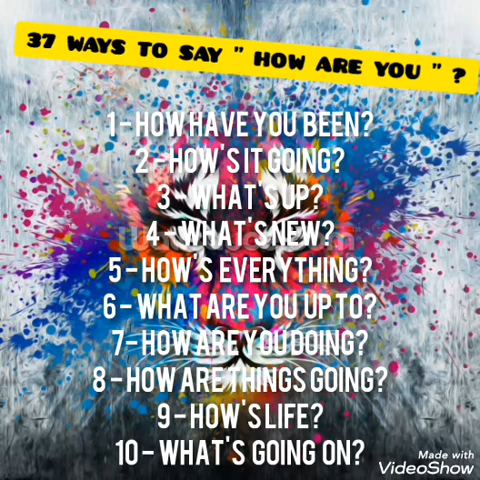 37 WAYS TO SAY " HOW ARE YOU " ?
1 - HOW HAVE YOU BEEN?
2 - HOW'S IT GOING?
3 - WHAT'S UP?
4 - WHAT'S NEW?
5 - HOW'S EVERYTHING?
6 - WHAT ARE YOU UP TO?
7- HOW ARE YOU DOING?
8 - HOW ARE THINGS GOING?
9 - HOW'S LIFE?
10 - WHAT'S GOING ON?
Made with
VideoShow